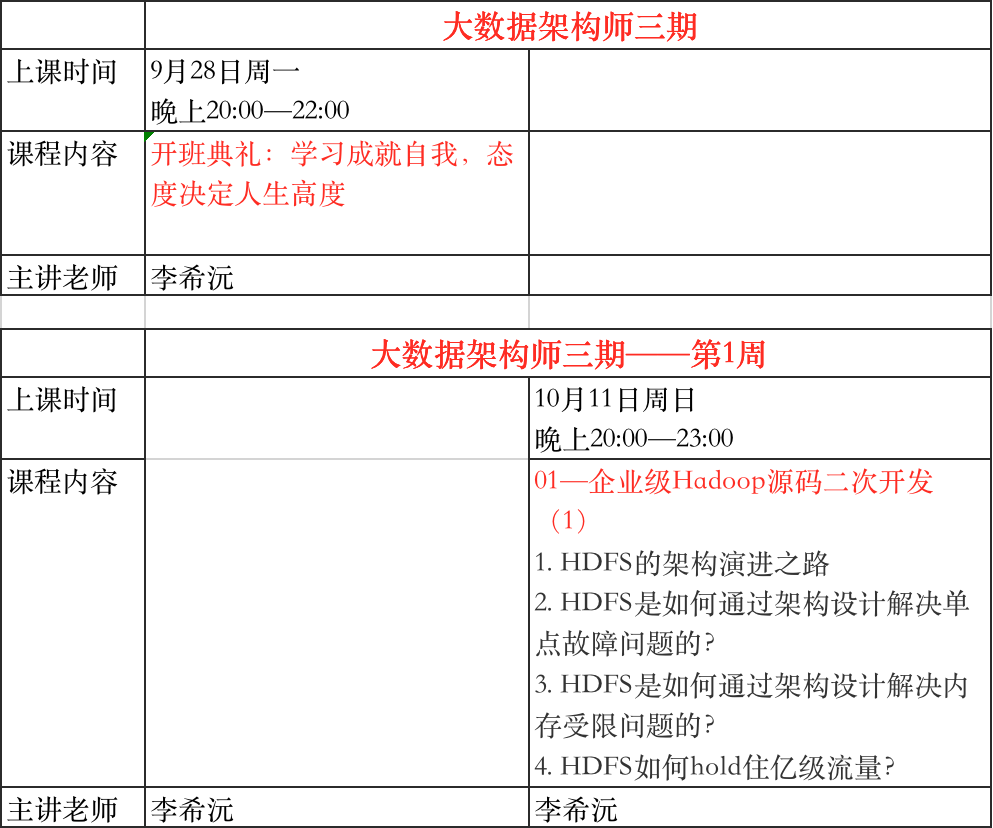 大数据架构师三期
上课时间
9月28日周一
晚上20:00—22:00
课程内容
开班典礼：学习成就自我，态
度决定人生高度
主讲老师
李希沅
大数据架构师三期——第1周
上课时间
10月11日周日
晚上20:00—23:00
课程内容
01—企业级Hadoop源码二次开发
（1）
1. HDFS的架构演进之路
2. HDFS是如何通过架构设计解决单
点故障问题的?
3. HDFS是如何通过架构设计解决内
存受限问题的?
4. HDFS如何hold住亿级流量?
主讲老师
李希沅
李希沅